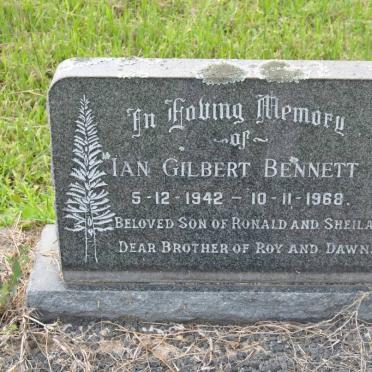 In Loving Memory
-of-
IAN GILBERT BENNETT
5-12-1942 - 10-11-1968.
BELOVED SON OF RONALD AND SHEILA
DEAR BROTHER OF ROY AND DAWN.